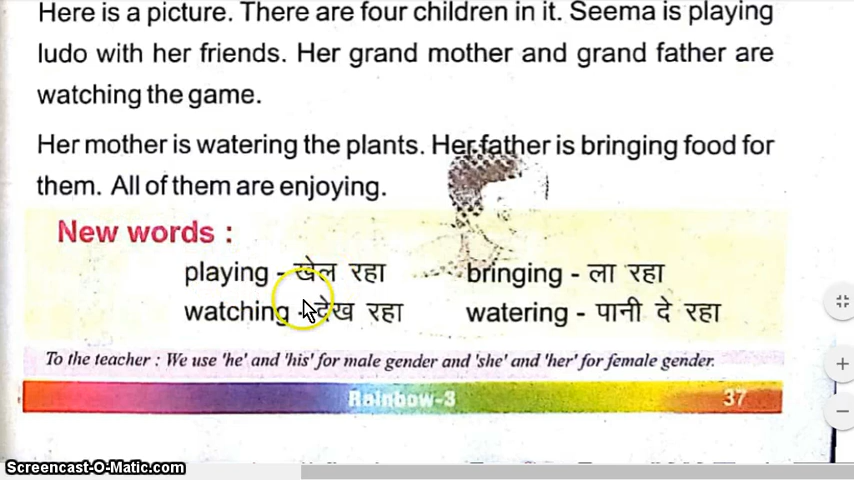 Here is a picture. There are four children in it. Seema is playing
ludo with her friends. Her grand mother and grand father are
watching the game.
Her mother is watering the plants. Her father is bringing food for
them. All of them are enjoying.
New words :
playing - खेल रहा bringing - ला रहा
watching - देख रहा watering - पानी दे रहा
To the teacher : We use 'he' and 'his' for male gender and 'she' and 'her' for female gender.
Rainbow-3 37
Screencast-O-Matic.com